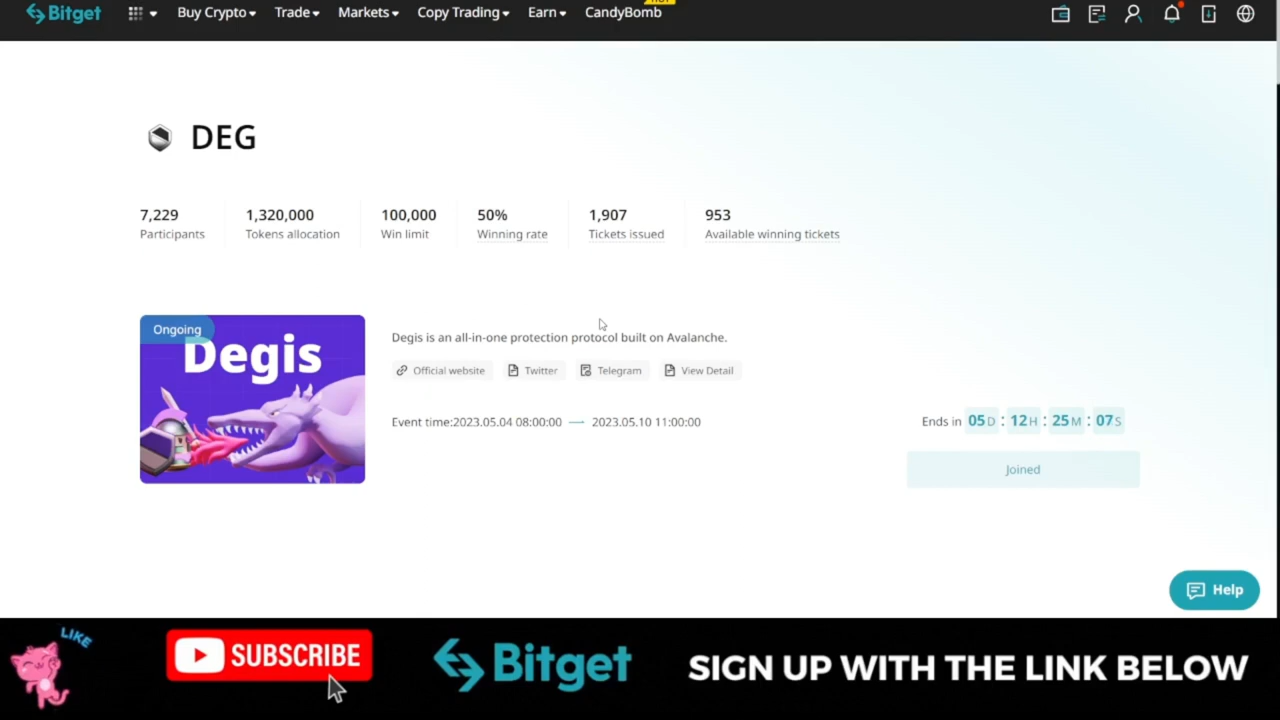 Bitget
Buy Crypto
Trade
Markets
Copy Trading
Earn
CandyBomb
DEG
7,229
Participants
1,320,000
Tokens allocation
100,000
Win limit
50%
Winning rate
1,907
Tickets issued
953
Available winning tickets
Ongoing
Degis
Degis is an all-in-one protection protocol built on Avalanche.
Official website
Twitter
Telegram
View Detail
Event time:2023.05.04 08:00:00
2023.05.10 11:00:00
Ends in 05D : 12H : 25M : 07S
Joined
Help
LIKE
SUBSCRIBE
Bitget
SIGN UP WITH THE LINK BELOW